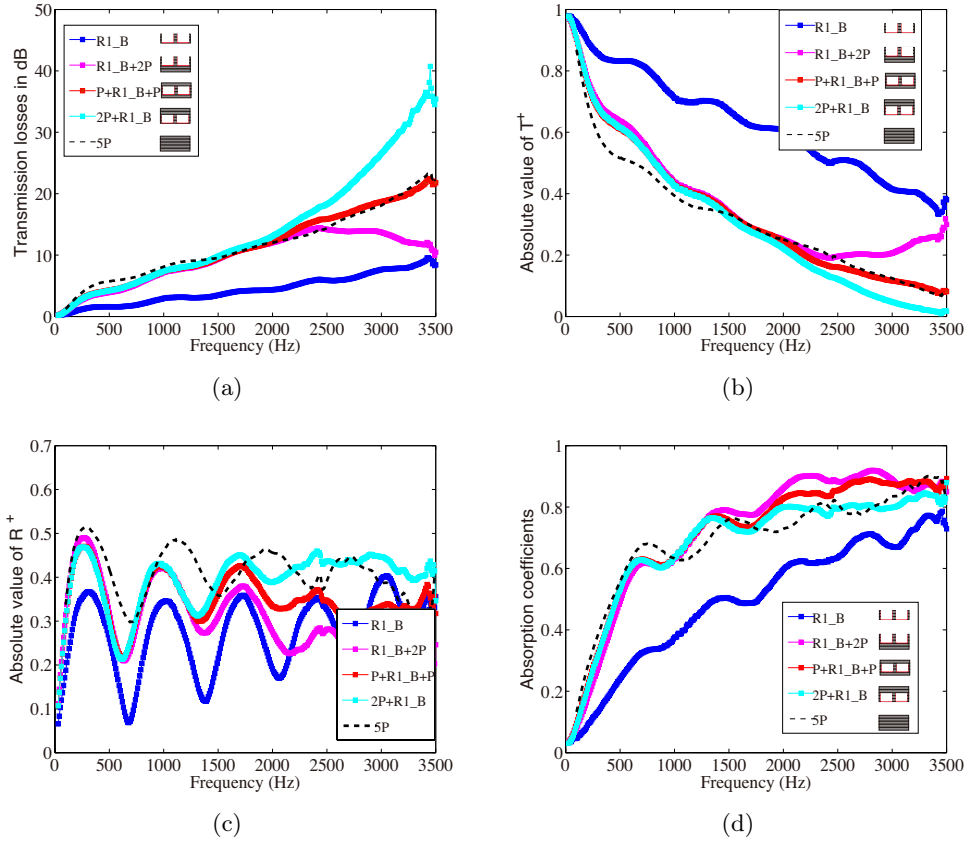 50
40
30
20
10
0
0 500 1000 1500 2000 2500 3000 3500
Transmission losses in dB
Frequency (Hz)
R1_B
R1_B+2P
P+R1_B+P
2P+R1_B
5P
(a)
1
0.8
0.6
0.4
0.2
0
0 500 1000 1500 2000 2500 3000 3500
Absolute value of T+
Frequency (Hz)
R1_B
R1_B+2P
P+R1_B+P
2P+R1_B
5P
(b)
0.7
0.6
0.5
0.4
0.3
0.2
0.1
0
0 500 1000 1500 2000 2500 3000 3500
Absolute value of R +
Frequency (Hz)
R1_B
R1_B+2P
P+R1_B+P
2P+R1_B
5P
(c)
1
0.8
0.6
0.4
0.2
0
0 500 1000 1500 2000 2500 3000 3500
Absorption coefficients
Frequency (Hz)
R1_B
R1_B+2P
P+R1_B+P
2P+R1_B
5P
(d)